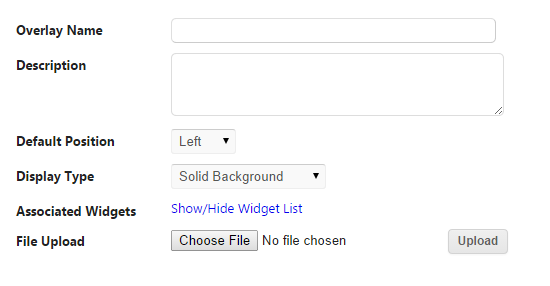 Overlay Name
Description
Default Position Left
Display Type Solid Background
Associated Widgets Show/Hide Widget List
File Upload Choose File No file chosen Upload